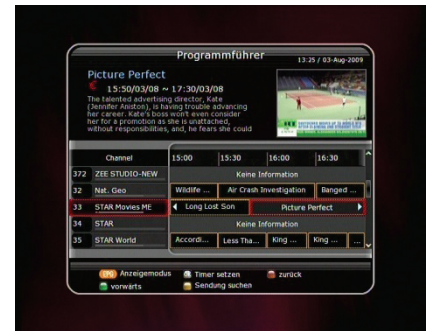 Programmführer
13:25 / 03-Aug-2009
Picture Perfect
15:50/03/08 ~ 17:30/03/08
The talented advertising director, Kate
(Jennifer Aniston), is having trouble advancing
her career. Kate's boss won't even consider
her for a promotion as she is unattached,
without responsibilities, and, he fears she could
Channel 15:00 15:30 16:00 16:30
372 ZEE STUDIO-NEW Keine Information
32 Nat. Geo Wildlife ... Air Crash Investigation Banged ...
33 STAR Movies ME Long Lost Son Picture Perfect
34 STAR Keine Information
35 STAR World Accordi... Less Tha... King ... King ... ...
EPG Anzeigemodus Timer setzen zurück
vorwärts Sendung suchen